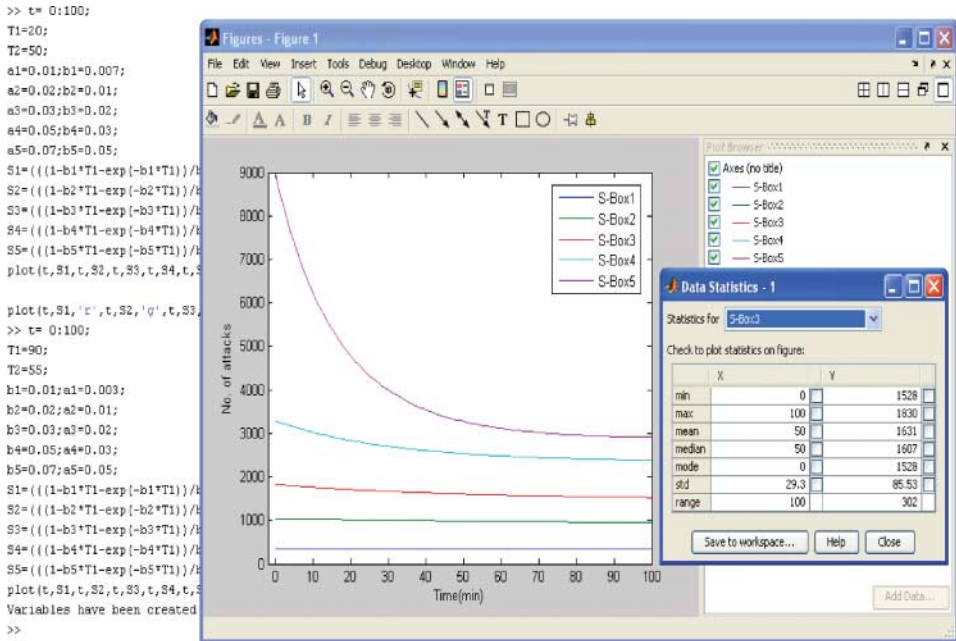 >> t= 0:100;
T1=20;
T2=50;
a1=0.01;b1=0.007;
a2=0.02;b2=0.01;
a3=0.03;b3=0.02;
a4=0.05;b4=0.03;
a5=0.07;b5=0.05;
S1=(((1-b1*T1-exp(-b1*T1))/b
S2=(((1-b2*T1-exp(-b2*T1))/b
S3=(((1-b3*T1-exp(-b3*T1))/b
S4=(((1-b4*T1-exp(-b4*T1))/b
S5=(((1-b5*T1-exp(-b5*T1))/b
plot(t,S1,t,S2,t,S3,t,S4,t,S
plot(t,S1,'r',t,S2,'g',t,S3,
>> t= 0:100;
T1=90;
T2=55;
b1=0.01;a1=0.003;
b2=0.02;a2=0.01;
b3=0.03;a3=0.02;
b4=0.05;a4=0.03;
b5=0.07;a5=0.05;
S1=(((1-b1*T1-exp(-b1*T1))/b
S2=(((1-b2*T1-exp(-b2*T1))/b
S3=(((1-b3*T1-exp(-b3*T1))/b
S4=(((1-b4*T1-exp(-b4*T1))/b
S5=(((1-b5*T1-exp(-b5*T1))/b
plot(t,S1,t,S2,t,S3,t,S4,t,S
Variables have been created
>>
Figures - Figure 1
File Edit View Insert Tools Debug Desktop Window Help
A A B I T
Plot Browser
Axes (no title)
S-Box1
S-Box2
S-Box3
S-Box4
S-Box5
9000
8000
7000
6000
5000
4000
3000
2000
1000
0
No. of attacks
0 10 20 30 40 50 60 70 80 90 100
Time(min)
S-Box1
S-Box2
S-Box3
S-Box4
S-Box5
Data Statistics - 1
Statistics for S-Box3
Check to plot statistics on figure:
X Y
min 0 1528
max 100 1830
mean 50 1631
median 50 1607
mode 0 1528
std 29.3 85.53
range 100 302
Save to workspace... Help Close
Add Data...